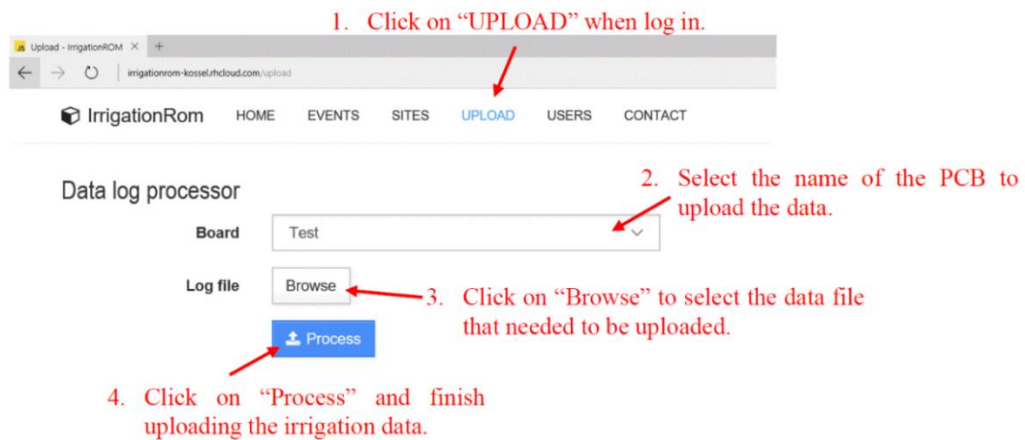 1. Click on “UPLOAD” when log in.
Upload - IrrigationROM
irrigationrom-kossel.rhcloud.com/upload
IrrigationRom HOME EVENTS SITES UPLOAD USERS CONTACT
Data log processor
2. Select the name of the PCB to
upload the data.
Board Test
Log file Browse
3. Click on “Browse” to select the data file
that needed to be uploaded.
Process
4. Click on “Process” and finish
uploading the irrigation data.